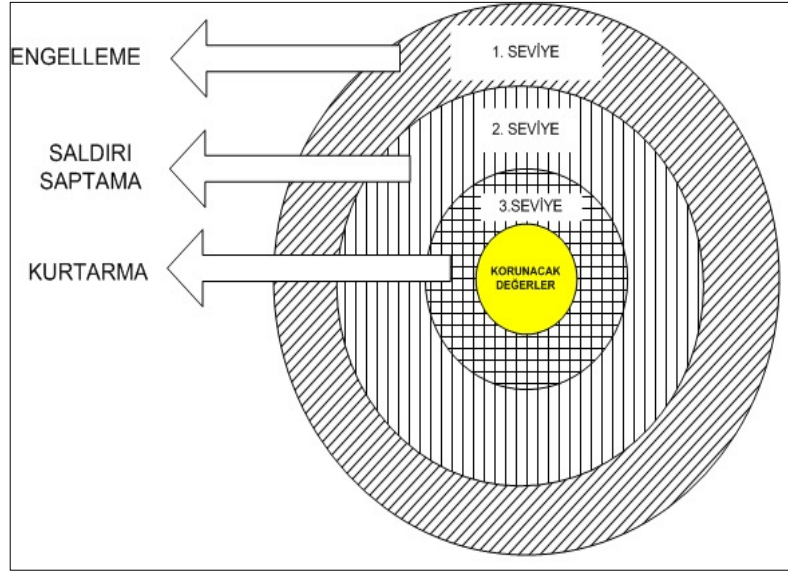 ENGELLEME
1. SEVİYE
2. SEVİYE
SALDIRI
SAPTAMA
3.SEVİYE
KURTARMA
KORUNACAK
DEĞERLER